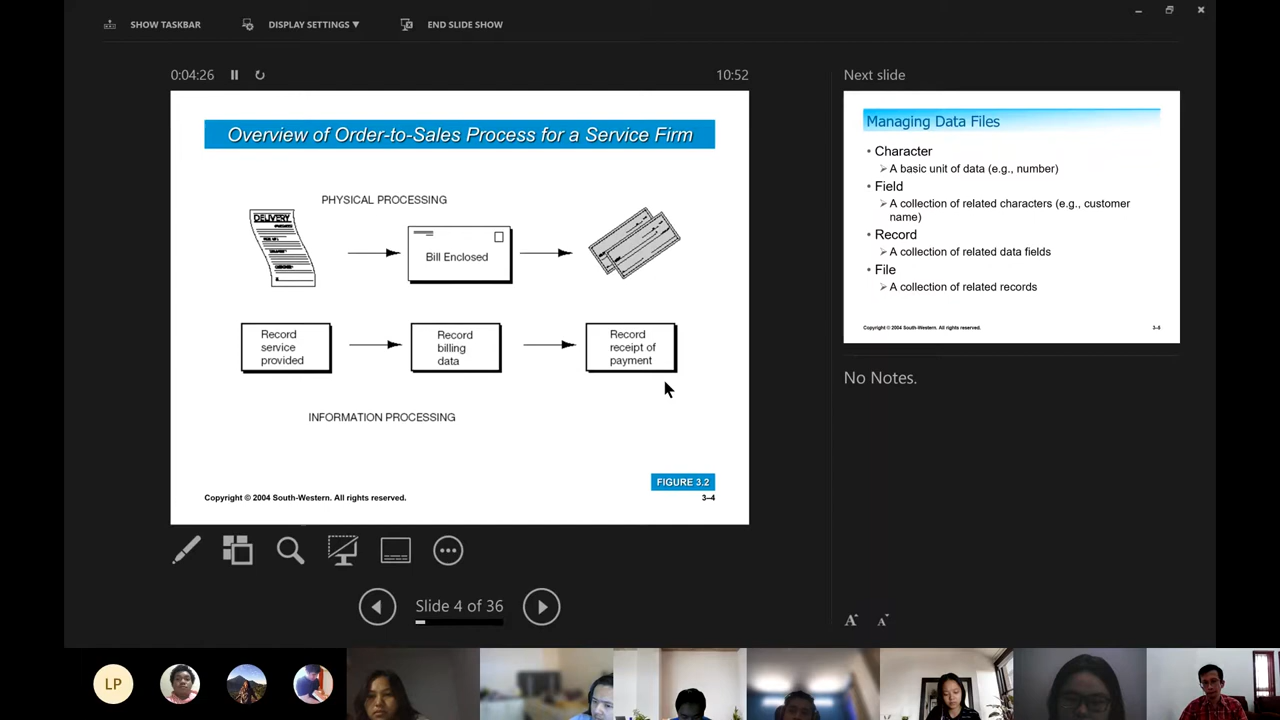 SHOW TASKBAR
DISPLAY SETTINGS ▼
END SLIDE SHOW
0:04:26
10:52
Overview of Order-to-Sales Process for a Service Firm
PHYSICAL PROCESSING
DELIVERY
Bill Enclosed
Record
service
provided
Record
billing
data
Record
receipt of
payment
INFORMATION PROCESSING
FIGURE 3.2
Copyright © 2004 South-Western. All rights reserved.
3–4
Slide 4 of 36
Next slide
Managing Data Files
• Character
➢ A basic unit of data (e.g., number)
• Field
➢ A collection of related characters (e.g., customer
name)
• Record
➢ A collection of related data fields
• File
➢ A collection of related records
Copyright © 2004 South-Western. All rights reserved.
3–5
No Notes.
A A
LP